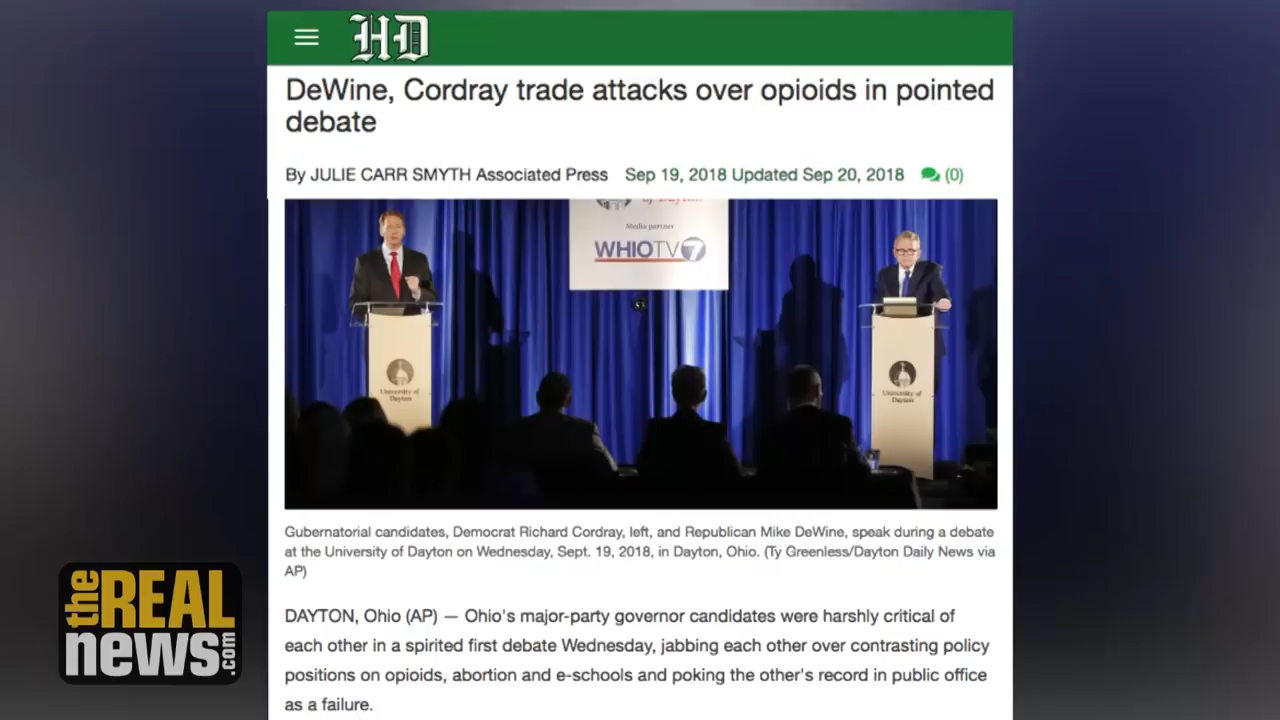 HD
DeWine, Cordray trade attacks over opioids in pointed
debate
By JULIE CARR SMYTH Associated Press Sep 19, 2018 Updated Sep 20, 2018 (0)
by Dayton
Media partner
WHIOTV7
University of
Dayton
University of
Dayton
Gubernatorial candidates, Democrat Richard Cordray, left, and Republican Mike DeWine, speak during a debate
at the University of Dayton on Wednesday, Sept. 19, 2018, in Dayton, Ohio. (Ty Greenless/Dayton Daily News via
AP)
DAYTON, Ohio (AP) — Ohio's major-party governor candidates were harshly critical of
each other in a spirited first debate Wednesday, jabbing each other over contrasting policy
positions on opioids, abortion and e-schools and poking the other's record in public office
as a failure.
the REAL
news.com